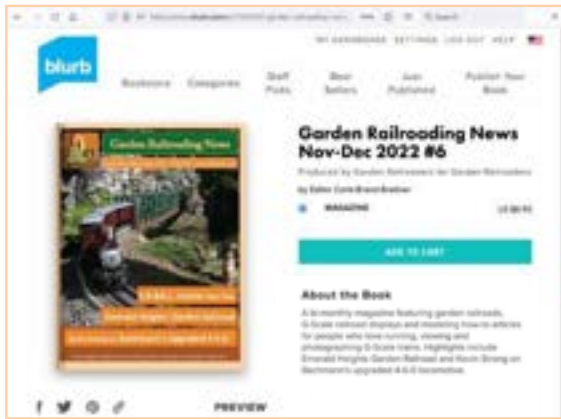 MY DASHBOARD SETTINGS LOG OUT HELP
blurb
Bookstore Categories Staff Picks Best Sellers Just Published Publish Your Book
Garden Railroading News
Nov-Dec 2022 #6
Produced by Garden Railroaders for Garden Railroaders
by Editor
MAGAZINE
ADD TO CART
Garden Railroading News
About the Book
A bi-monthly magazine featuring garden railroads,
G-Scale railroad displays and modeling how-to articles
for people who love running, viewing and
photographing G-Scale trains. Highlights include
Emerald Heights Garden Railroad and Kevin Strong on
Bachmann's upgraded 4-6-0 locomotive.
PREVIEW